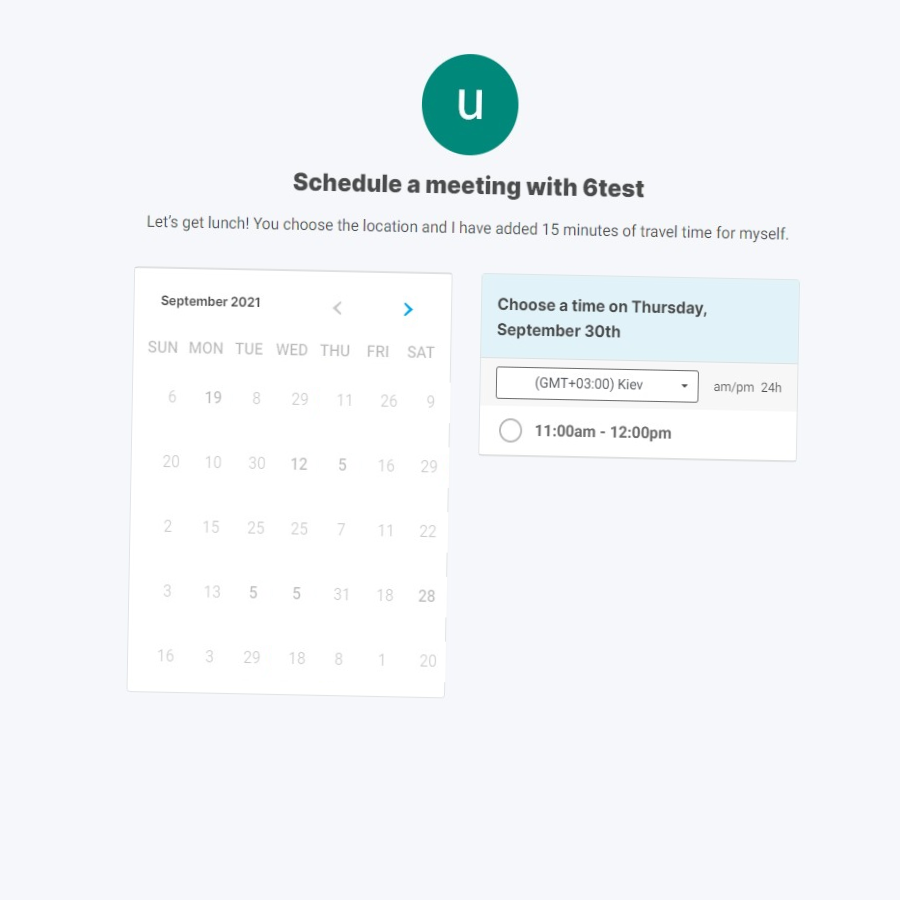 u
Schedule a meeting with 6test
Let's get lunch! You choose the location and I have added 15 minutes of travel time for myself.
September 2021
SUN MON TUE WED THU FRI SAT
6 19 8 29 11 26 9
20 10 30 12 5 16 29
2 15 25 25 7 11 22
3 13 5 5 31 18 28
16 3 29 18 8 1 20
Choose a time on Thursday,
September 30th
(GMT+03:00) Kiev am/pm 24h
11:00am - 12:00pm